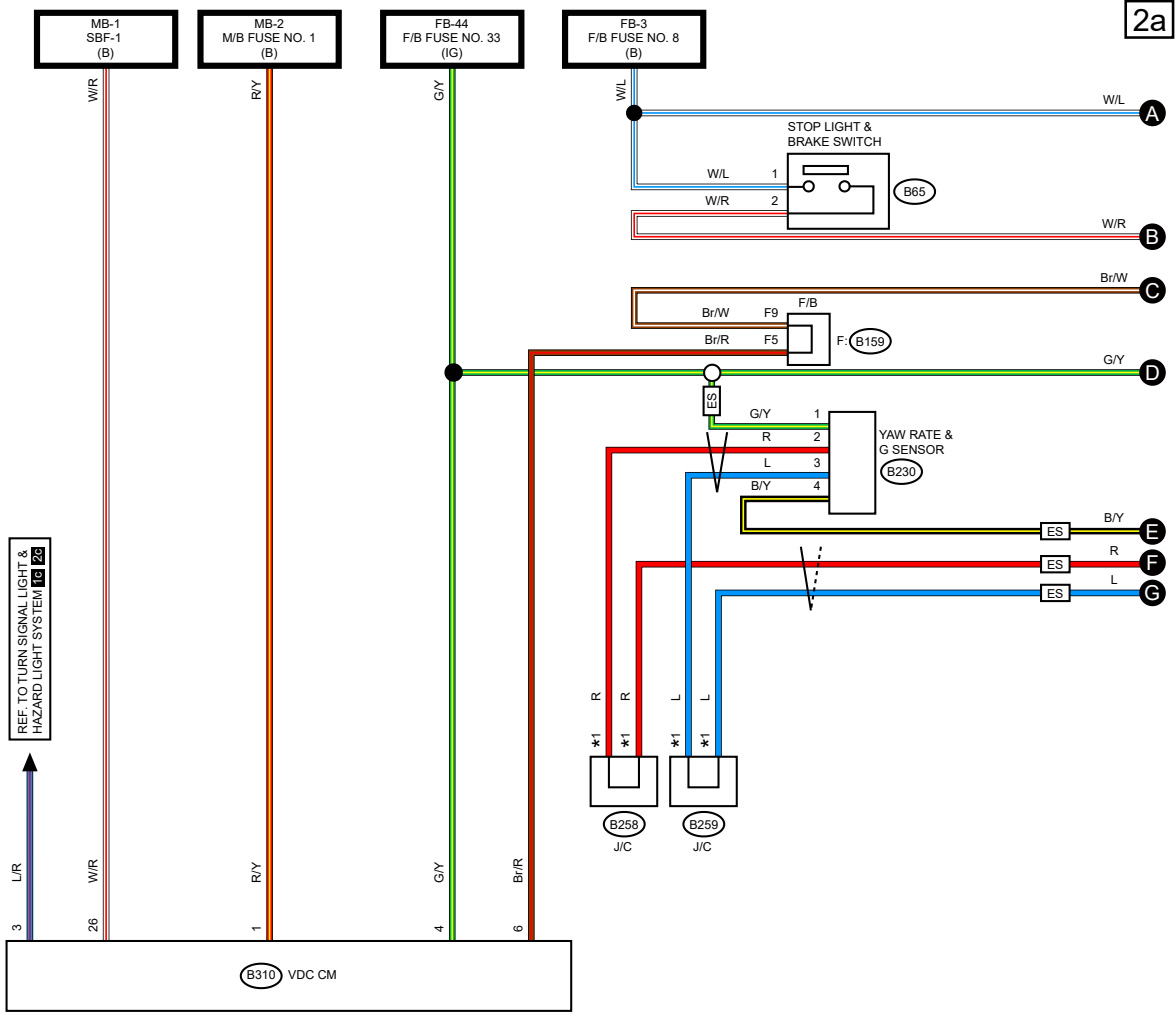 2a
MB-1
SBF-1
(B)
MB-2
M/B FUSE NO. 1
(B)
FB-44
F/B FUSE NO. 33
(IG)
FB-3
F/B FUSE NO. 8
(B)
W/R
R/Y
G/Y
W/L
W/L
A
STOP LIGHT &
BRAKE SWITCH
W/L 1
W/R 2
B65
W/R
B
Br/W
C
F/B
Br/W F9
Br/R F5
F: B159
G/Y
D
ES
G/Y 1
R 2
L 3
B/Y 4
YAW RATE &
G SENSOR
B230
ES
B/Y
E
ES
R
F
ES
L
G
REF. TO TURN SIGNAL LIGHT &
HAZARD LIGHT SYSTEM 1c 2c
R
R
L
L
*1
*1
*1
*1
B258
J/C
B259
J/C
L/R
W/R
R/Y
G/Y
Br/R
3
26
1
4
6
B310 VDC CM